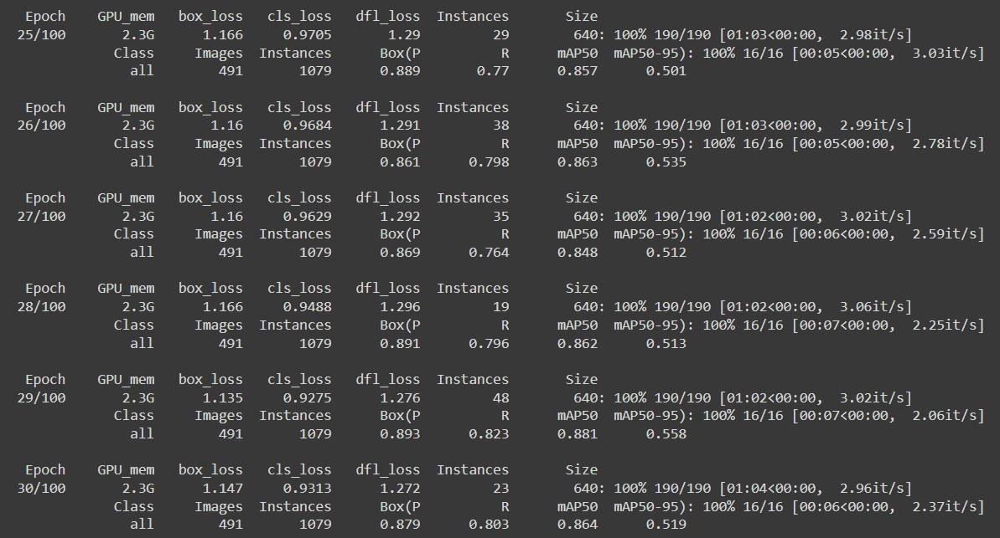 Epoch GPU_mem box_loss cls_loss dfl_loss Instances Size
25/100 2.3G 1.166 0.9705 1.29 29 640: 100% 190/190 [01:03<00:00, 2.98it/s]
Class Images Instances Box(P R mAP50 mAP50-95): 100% 16/16 [00:05<00:00, 3.03it/s]
all 491 1079 0.889 0.77 0.857 0.501
Epoch GPU_mem box_loss cls_loss dfl_loss Instances Size
26/100 2.3G 1.16 0.9684 1.291 38 640: 100% 190/190 [01:03<00:00, 2.99it/s]
Class Images Instances Box(P R mAP50 mAP50-95): 100% 16/16 [00:05<00:00, 2.78it/s]
all 491 1079 0.861 0.798 0.863 0.535
Epoch GPU_mem box_loss cls_loss dfl_loss Instances Size
27/100 2.3G 1.16 0.9629 1.292 35 640: 100% 190/190 [01:02<00:00, 3.02it/s]
Class Images Instances Box(P R mAP50 mAP50-95): 100% 16/16 [00:06<00:00, 2.59it/s]
all 491 1079 0.869 0.764 0.848 0.512
Epoch GPU_mem box_loss cls_loss dfl_loss Instances Size
28/100 2.3G 1.166 0.9488 1.296 19 640: 100% 190/190 [01:02<00:00, 3.06it/s]
Class Images Instances Box(P R mAP50 mAP50-95): 100% 16/16 [00:07<00:00, 2.25it/s]
all 491 1079 0.891 0.796 0.862 0.513
Epoch GPU_mem box_loss cls_loss dfl_loss Instances Size
29/100 2.3G 1.135 0.9275 1.276 48 640: 100% 190/190 [01:02<00:00, 3.02it/s]
Class Images Instances Box(P R mAP50 mAP50-95): 100% 16/16 [00:07<00:00, 2.06it/s]
all 491 1079 0.893 0.823 0.881 0.558
Epoch GPU_mem box_loss cls_loss dfl_loss Instances Size
30/100 2.3G 1.147 0.9313 1.272 23 640: 100% 190/190 [01:04<00:00, 2.96it/s]
Class Images Instances Box(P R mAP50 mAP50-95): 100% 16/16 [00:06<00:00, 2.37it/s]
all 491 1079 0.879 0.803 0.864 0.519